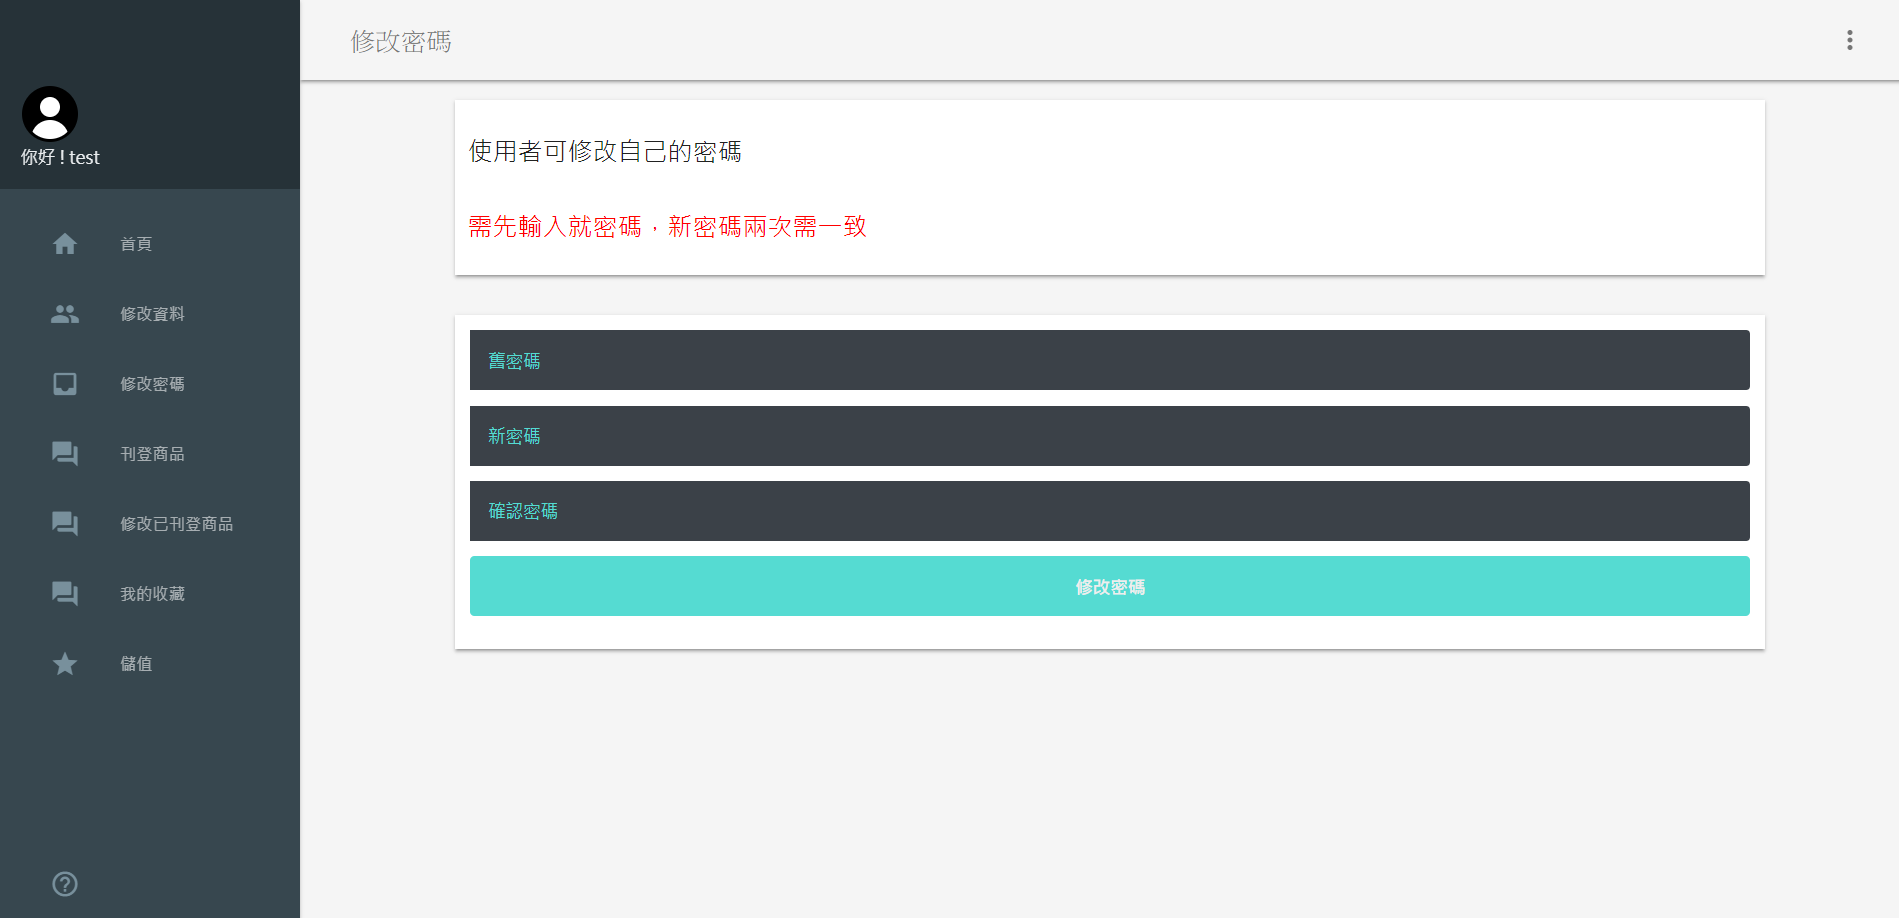 修改密碼
你好 ! test
首頁
修改資料
修改密碼
刊登商品
修改已刊登商品
我的收藏
儲值
使用者可修改自己的密碼
需先輸入就密碼，新密碼兩次需一致
舊密碼
新密碼
確認密碼
修改密碼